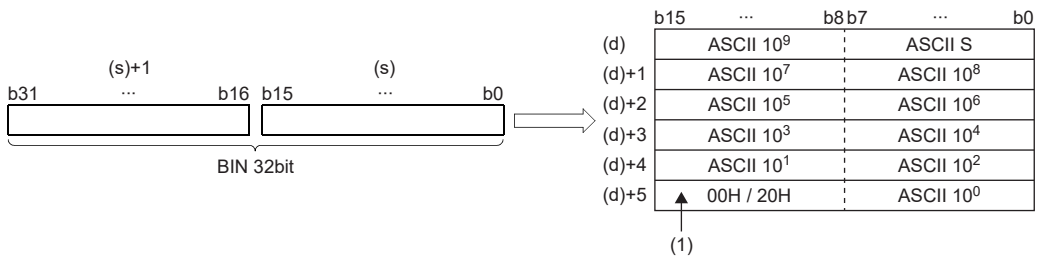 b15 ... b8 b7 ... b0
(d) ASCII 10⁹ ASCII S
(s)+1 (s)
(d)+1 ASCII 10⁷ ASCII 10⁸
b31 ... b16 b15 ... b0
(d)+2 ASCII 10⁵ ASCII 10⁶
(d)+3 ASCII 10³ ASCII 10⁴
BIN 32bit
(d)+4 ASCII 10¹ ASCII 10²
(d)+5 00H / 20H ASCII 10⁰
(1)